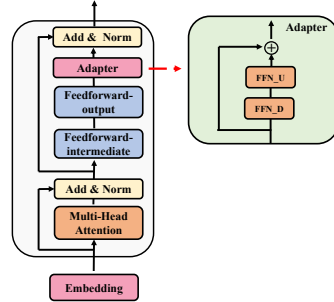 Add & Norm
Adapter
Feedforward-
output
Feedforward-
intermediate
Add & Norm
Multi-Head
Attention
Embedding
Adapter
FFN_U
FFN_D